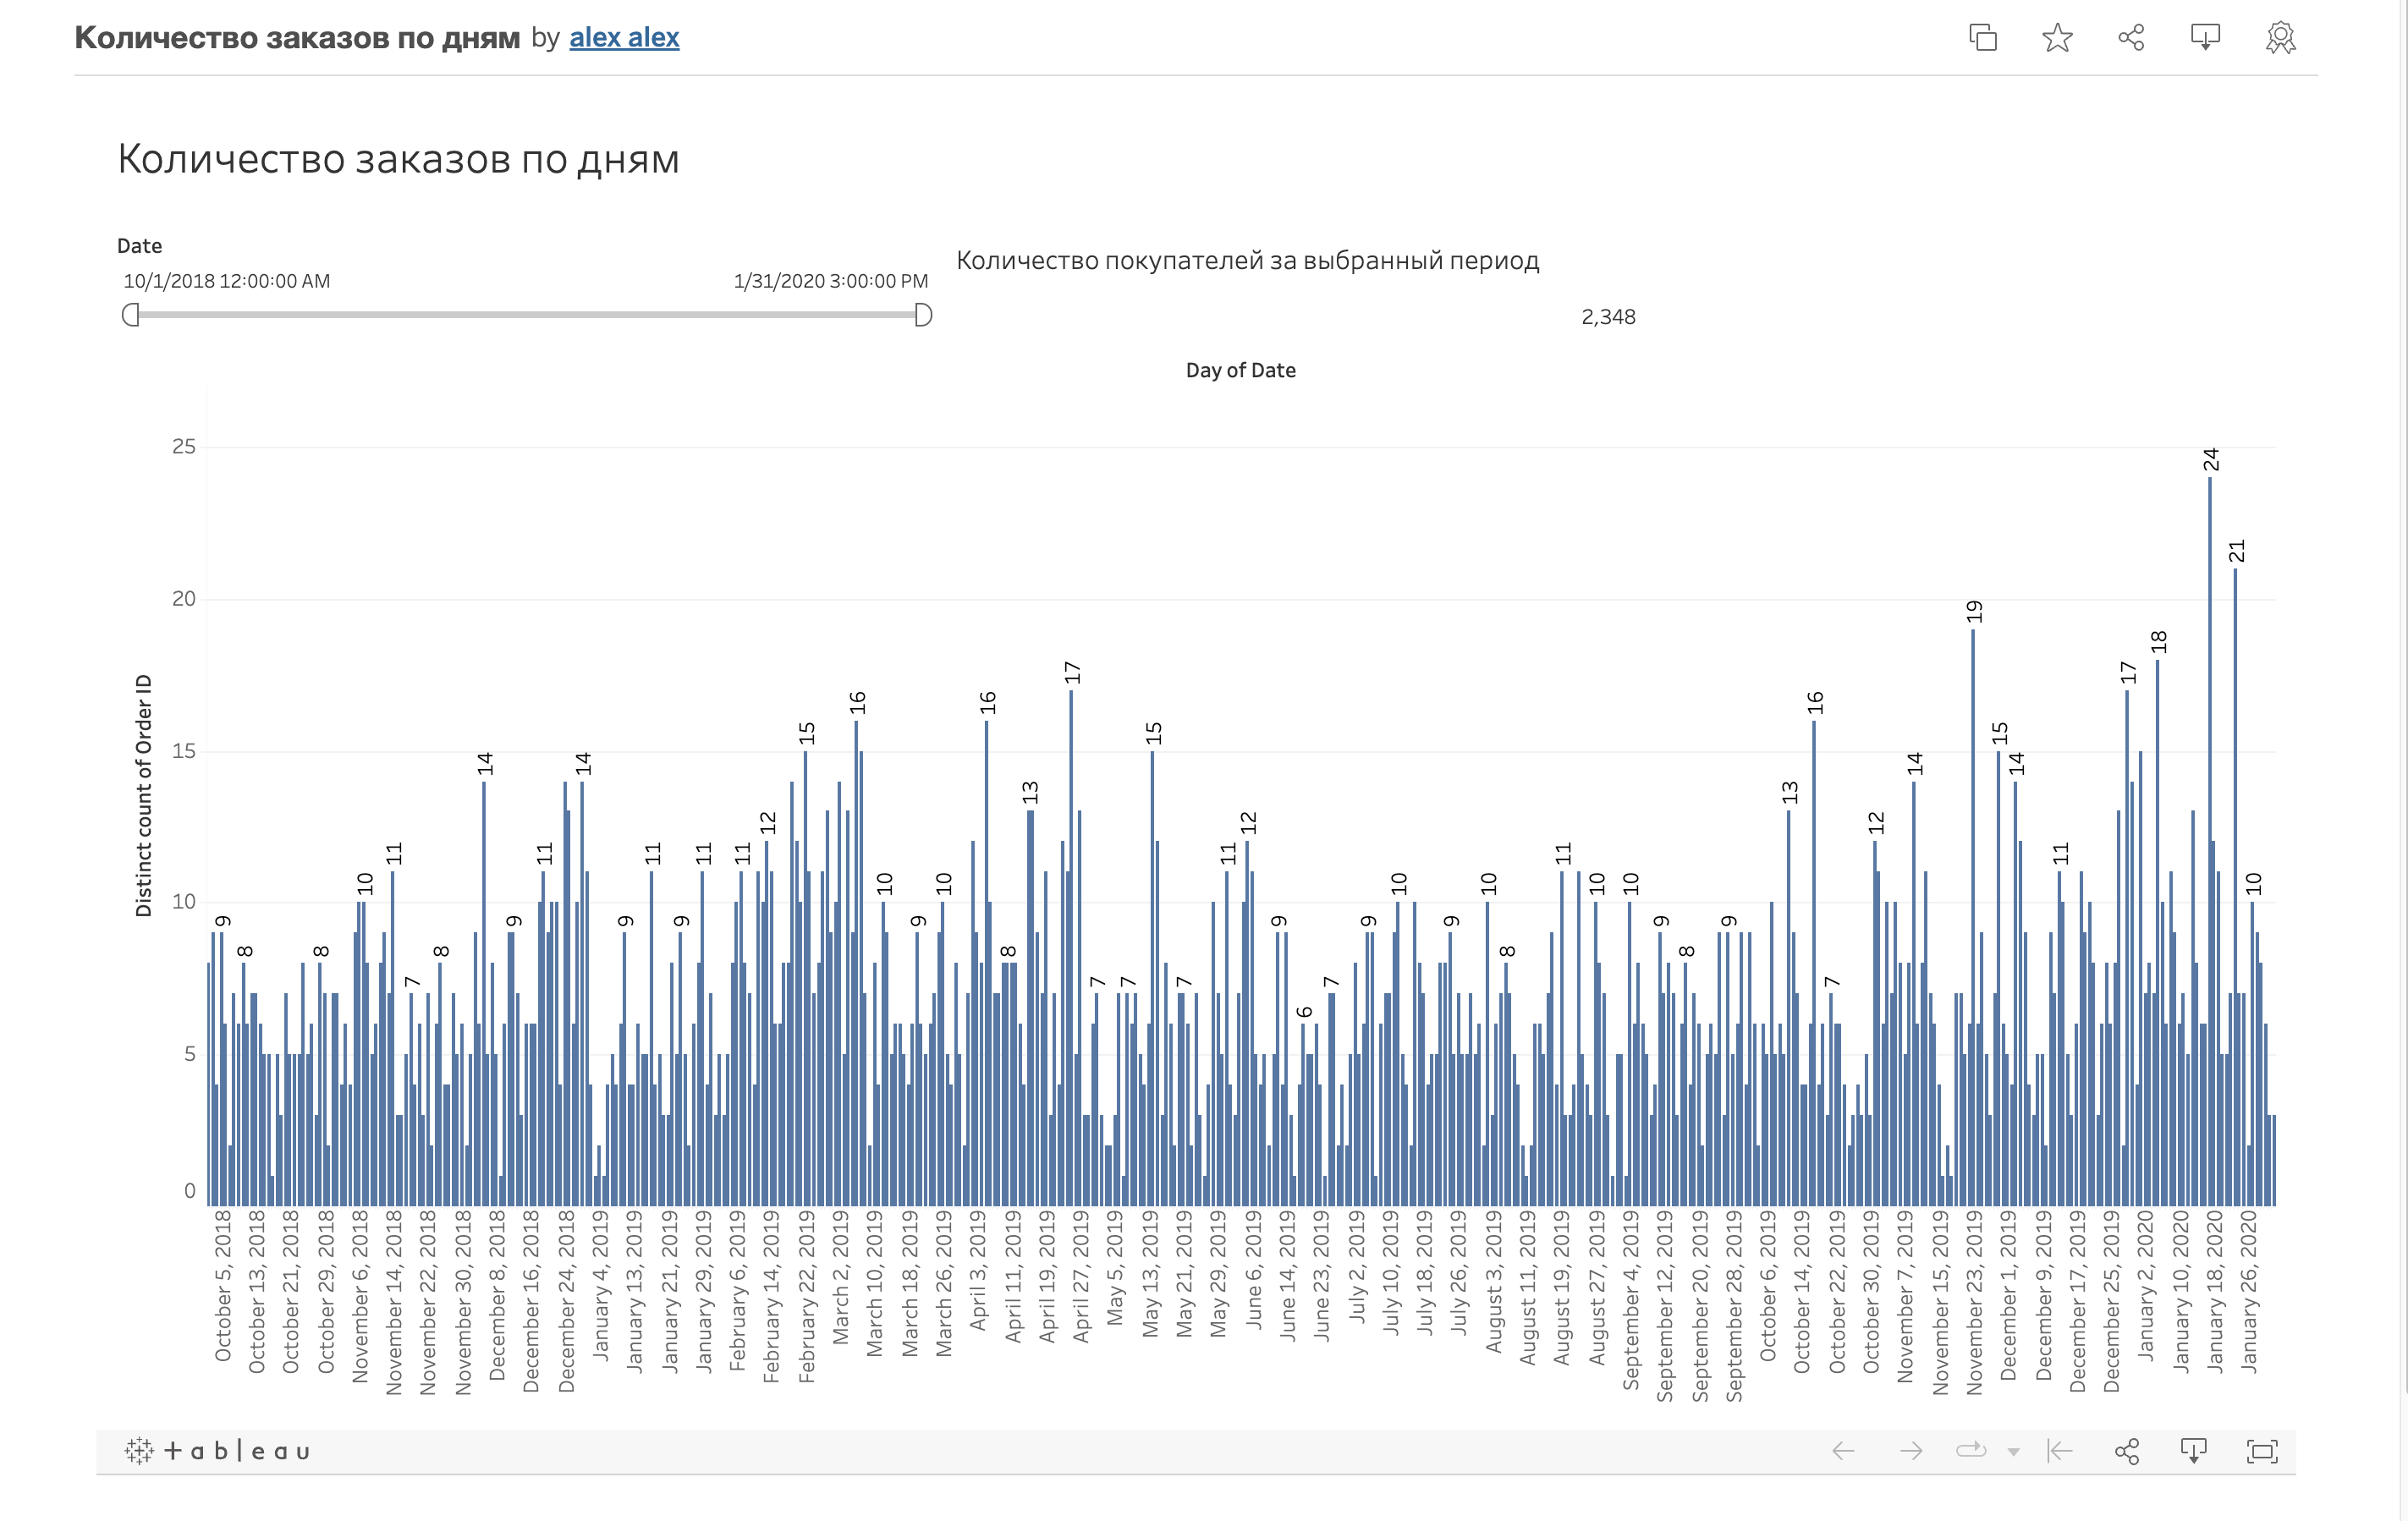 Количество заказов по дням by alex alex
Количество заказов по дням
Date
10/1/2018 12:00:00 AM 1/31/2020 3:00:00 PM
Количество покупателей за выбранный период
2,348
Day of Date
Distinct count of Order ID
25
20
15
10
5
0
9
8
8
10
11
7
8
14
9
11
14
9
11
9
11
11
12
15
16
10
9
10
16
8
13
17
7
7
15
7
11
12
9
6
7
9
10
9
10
8
11
10
10
9
8
9
13
16
7
12
14
19
15
14
11
17
18
24
21
10
October 5, 2018
October 13, 2018
October 21, 2018
October 29, 2018
November 6, 2018
November 14, 2018
November 22, 2018
November 30, 2018
December 8, 2018
December 16, 2018
December 24, 2018
January 4, 2019
January 13, 2019
January 21, 2019
January 29, 2019
February 6, 2019
February 14, 2019
February 22, 2019
March 2, 2019
March 10, 2019
March 18, 2019
March 26, 2019
April 3, 2019
April 11, 2019
April 19, 2019
April 27, 2019
May 5, 2019
May 13, 2019
May 21, 2019
May 29, 2019
June 6, 2019
June 14, 2019
June 23, 2019
July 2, 2019
July 10, 2019
July 18, 2019
July 26, 2019
August 3, 2019
August 11, 2019
August 19, 2019
August 27, 2019
September 4, 2019
September 12, 2019
September 20, 2019
September 28, 2019
October 6, 2019
October 14, 2019
October 22, 2019
October 30, 2019
November 7, 2019
November 15, 2019
November 23, 2019
December 1, 2019
December 9, 2019
December 17, 2019
December 25, 2019
January 2, 2020
January 10, 2020
January 18, 2020
January 26, 2020
+ableau